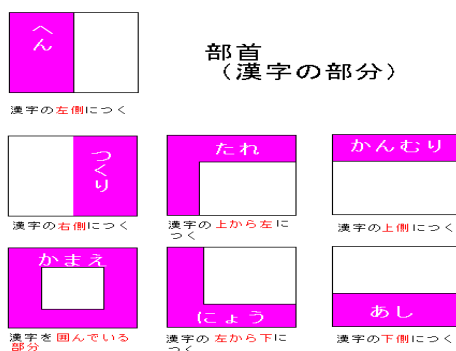 へん
部首
（漢字の部分）
漢字の左側につく
つくり
たれ
かんむり
漢字の右側につく
漢字の上から左に
つく
漢字の上側につく
かまえ
にょう
あし
漢字を囲んでいる
部分
漢字の左から下に
つく
漢字の下側につく